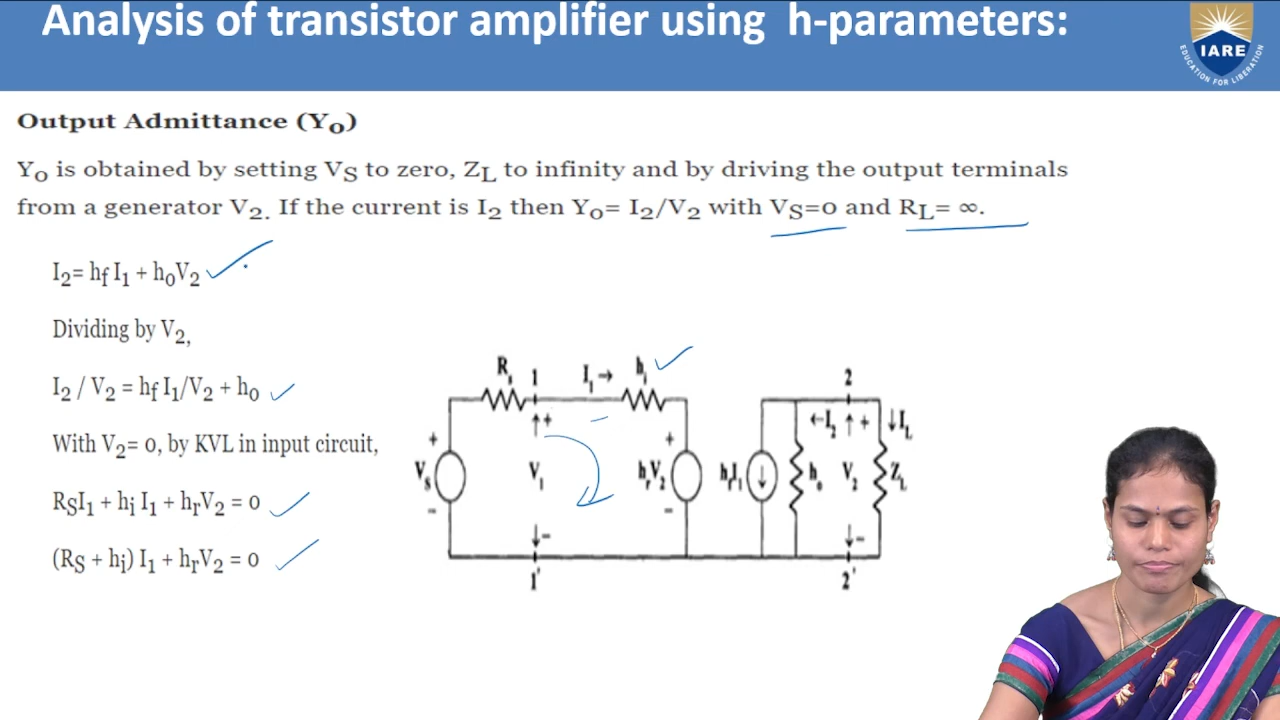 Analysis of transistor amplifier using h-parameters:
IARE
EDUCATION FOR LIBERATION
Output Admittance (Yo)
Yo is obtained by setting VS to zero, ZL to infinity and by driving the output terminals
from a generator V2. If the current is I2 then Yo= I2/V2 with VS=0 and RL= ∞.
I2= hf I1 + hoV2
Dividing by V2,
I2 / V2 = hf I1/V2 + ho
With V2= 0, by KVL in input circuit,
RSI1 + hi I1 + hrV2 = 0
(RS + hi) I1 + hrV2 = 0
Rs 1 I1 → hi 2
+ + + ←I2 + ↓IL
Vs V1 hrV2 hfI1 ho V2 ZL
- - - -
1' 2'